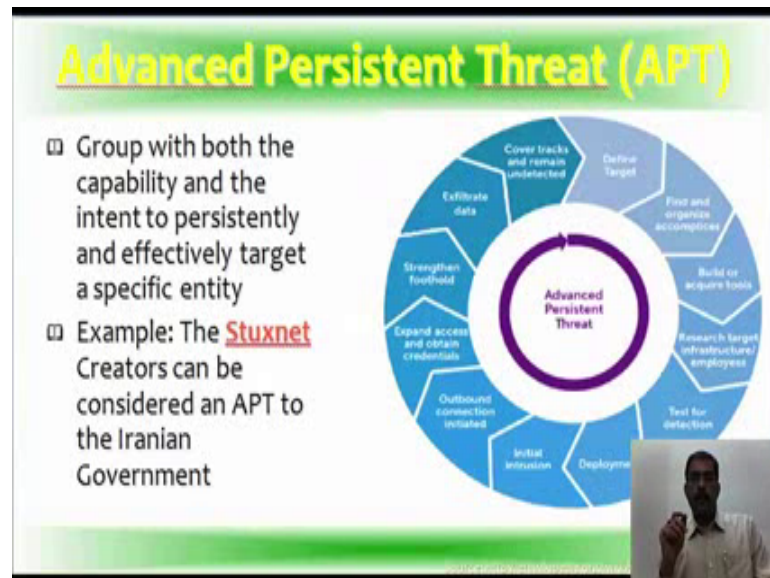 Advanced Persistent Threat (APT)
Group with both the
capability and the
intent to persistently
and effectively target
a specific entity
Example: The Stuxnet
Creators can be
considered an APT to
the Iranian
Government
Cover tracks
and remain
undetected
Define
Target
Find and
organize
accomplices
Build or
acquire tools
Research target
infrastructure/
employees
Test for
detection
Deployme
Initial
intrusion
Outbound
connection
initiated
Expand access
and obtain
credentials
Strengthen
foothold
Exfiltrate
data
Advanced
Persistent
Threat